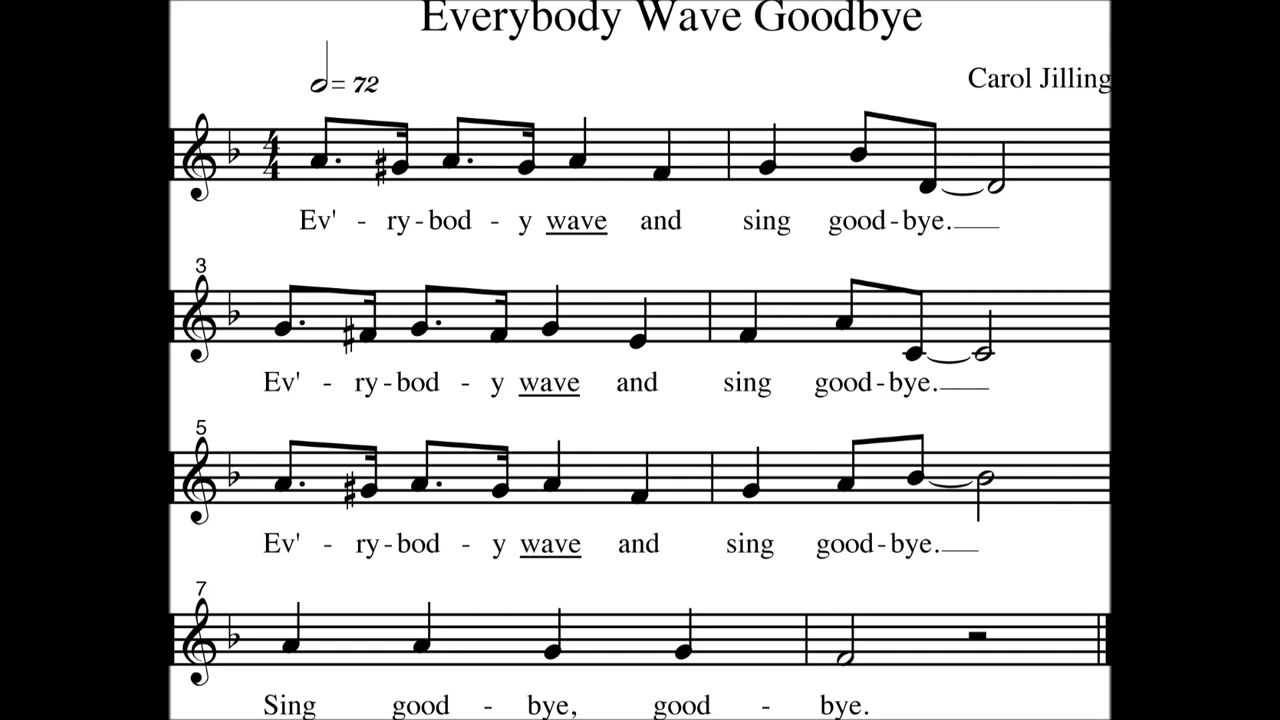 Everybody Wave Goodbye
= 72
Carol Jilling
4
4
Ev' - ry - bod - y wave and sing good - bye.
3
Ev' - ry - bod - y wave and sing good - bye.
5
Ev' - ry - bod - y wave and sing good - bye.
7
Sing good - bye, good - bye.